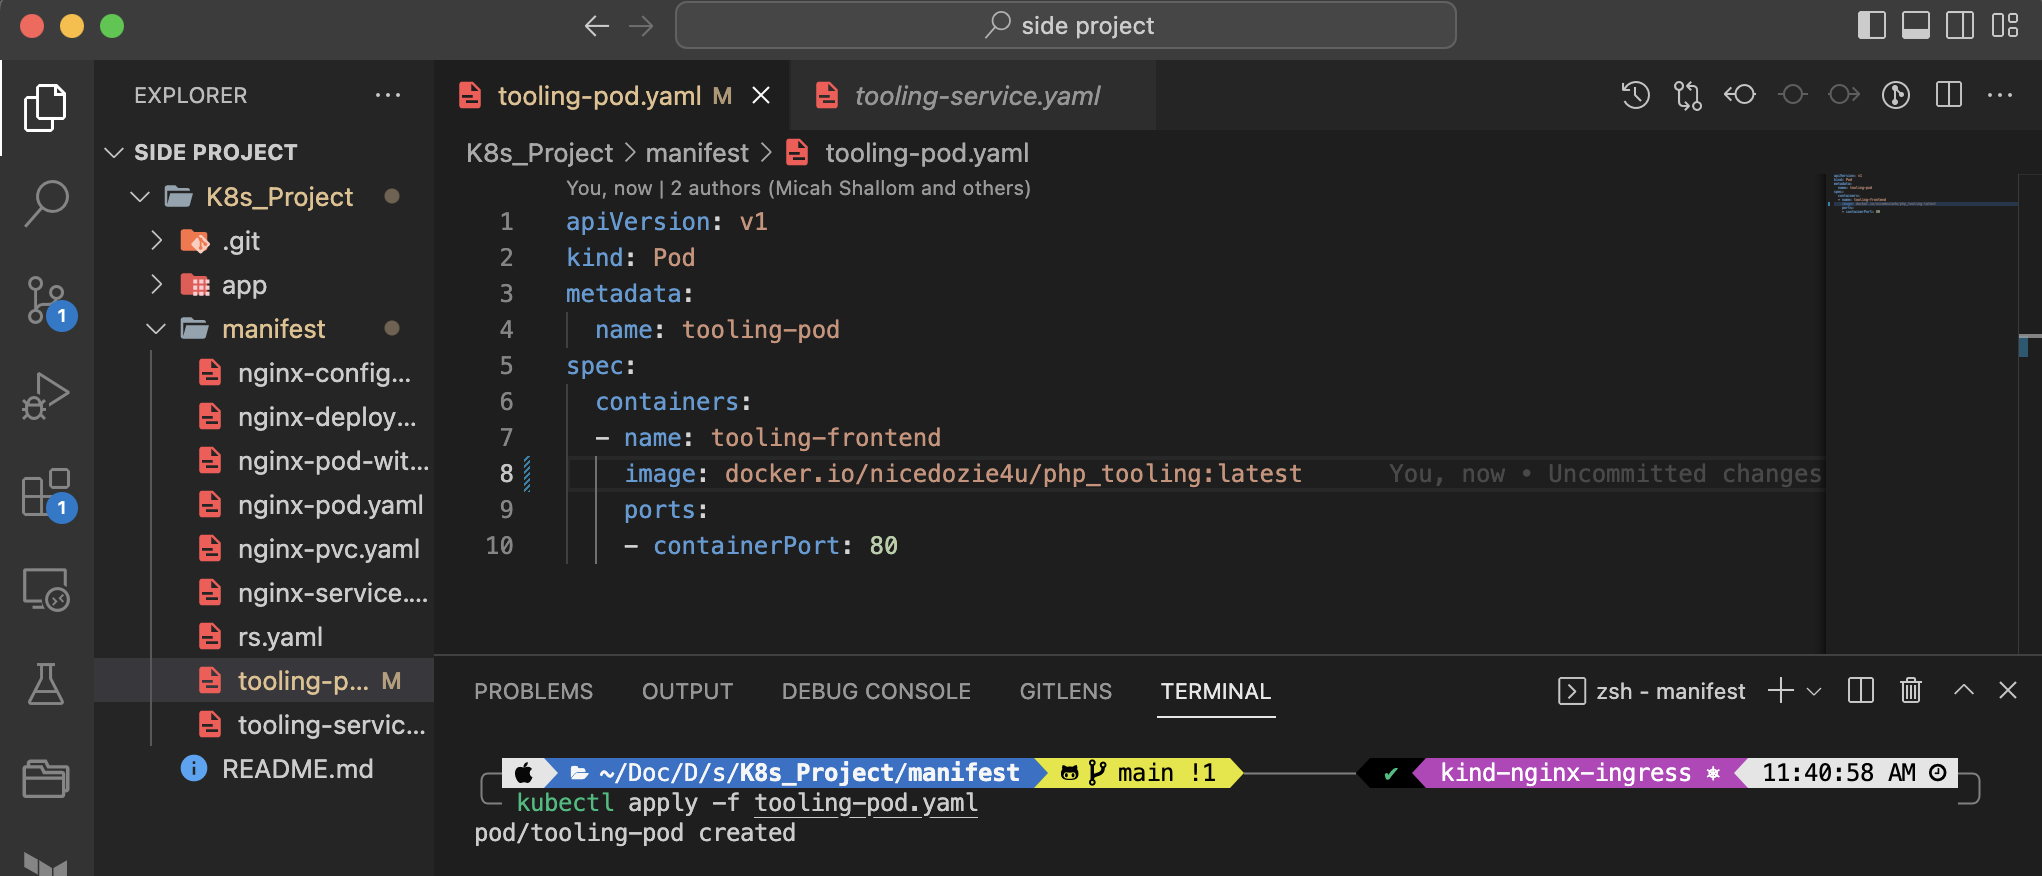 side project
EXPLORER
SIDE PROJECT
K8s_Project
.git
app
manifest
nginx-config...
nginx-deploy...
nginx-pod-wit...
nginx-pod.yaml
nginx-pvc.yaml
nginx-service....
rs.yaml
tooling-p... M
tooling-servic...
README.md
1
1
tooling-pod.yaml M
tooling-service.yaml
K8s_Project > manifest > tooling-pod.yaml
You, now | 2 authors (Micah Shallom and others)
1 apiVersion: v1
2 kind: Pod
3 metadata:
4 name: tooling-pod
5 spec:
6 containers:
7 - name: tooling-frontend
8 image: docker.io/nicedozie4u/php_tooling:latest You, now • Uncommitted changes
9 ports:
10 - containerPort: 80
PROBLEMS OUTPUT DEBUG CONSOLE GITLENS TERMINAL
zsh - manifest
~/Doc/D/s/K8s_Project/manifest main !1 ✔ kind-nginx-ingress 11:40:58 AM
kubectl apply -f tooling-pod.yaml
pod/tooling-pod created